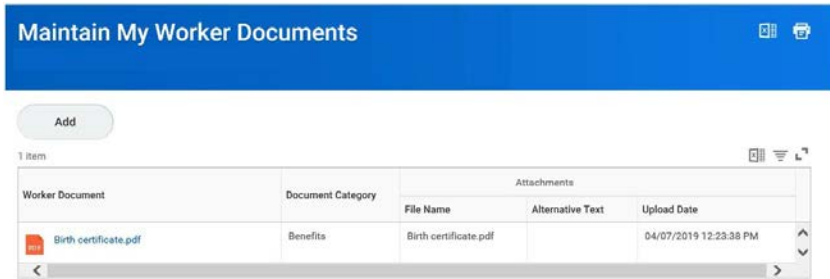 Maintain My Worker Documents
Add
1 item
Worker Document
Document Category
Attachments
File Name
Alternative Text
Upload Date
PDF
Birth certificate.pdf
Benefits
Birth certificate.pdf
04/07/2019 12:23:38 PM